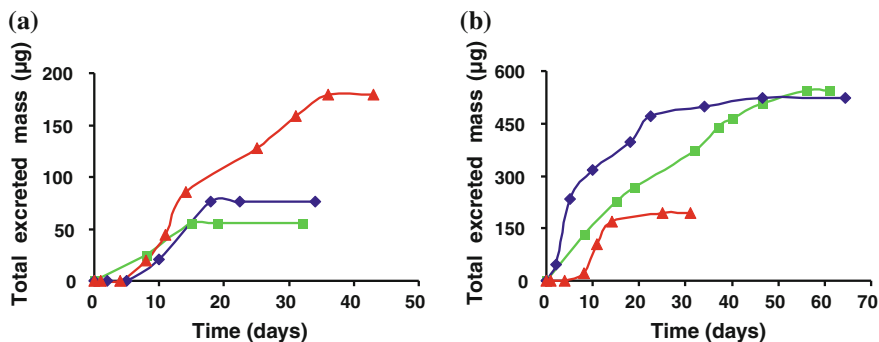 (a)
Total excreted mass (µg)
200
150
100
50
0
0 10 20 30 40 50
Time (days)
(b)
Total excreted mass (µg)
600
450
300
150
0
0 10 20 30 40 50 60 70
Time (days)